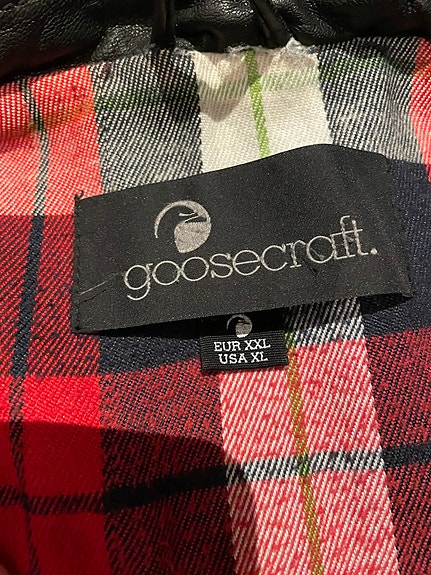 goosecraft.
EUR XXL
USA XL